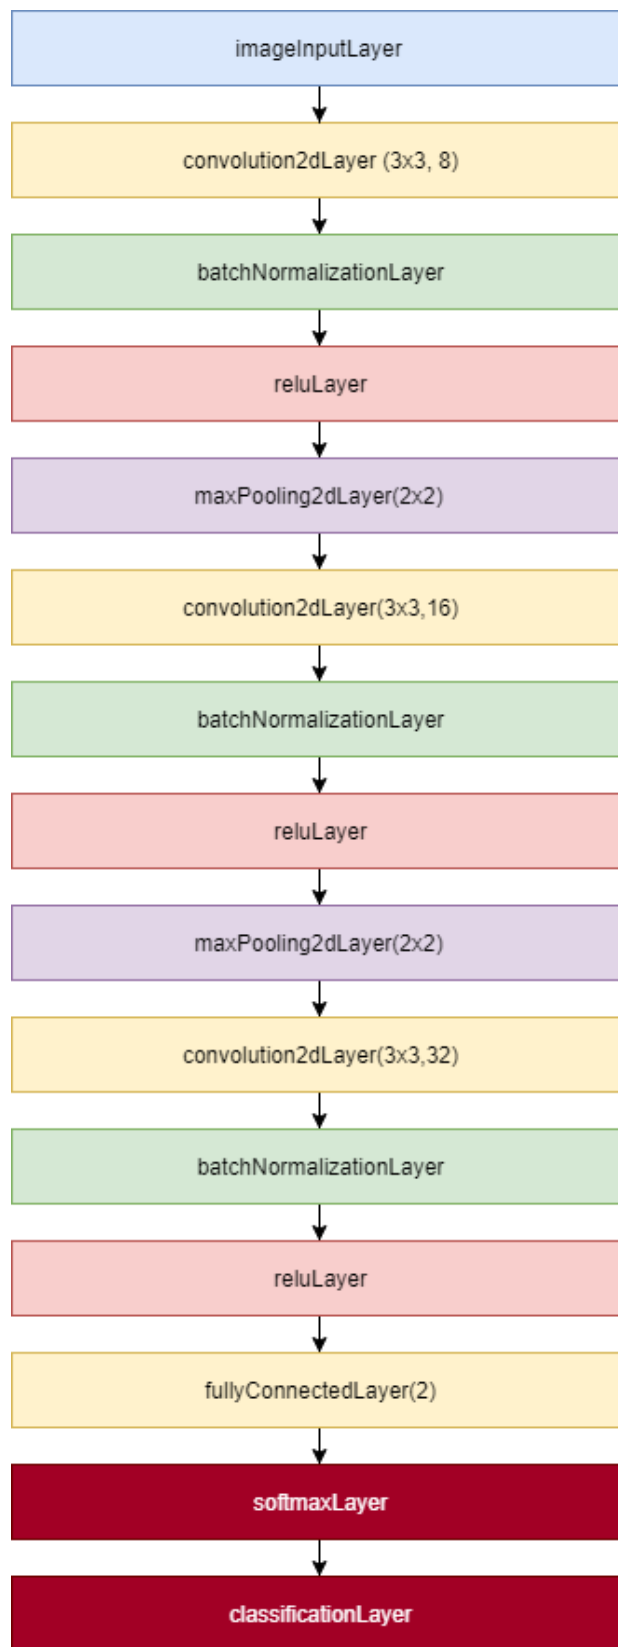 imageInputLayer
convolution2dLayer (3x3, 8)
batchNormalizationLayer
reluLayer
maxPooling2dLayer(2x2)
convolution2dLayer(3x3,16)
batchNormalizationLayer
reluLayer
maxPooling2dLayer(2x2)
convolution2dLayer(3x3,32)
batchNormalizationLayer
reluLayer
fullyConnectedLayer(2)
softmaxLayer
classificationLayer